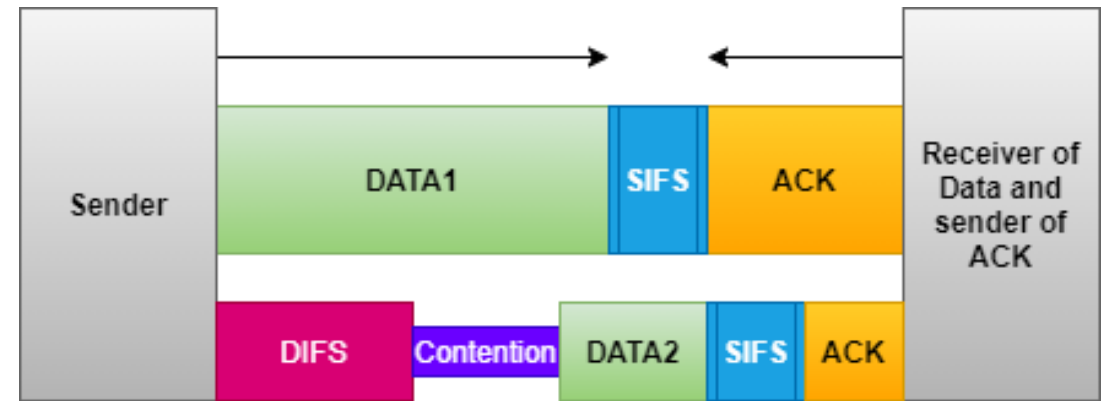 Sender
DATA1
SIFS
ACK
Receiver of
Data and
sender of
ACK
DIFS
Contention
DATA2
SIFS
ACK